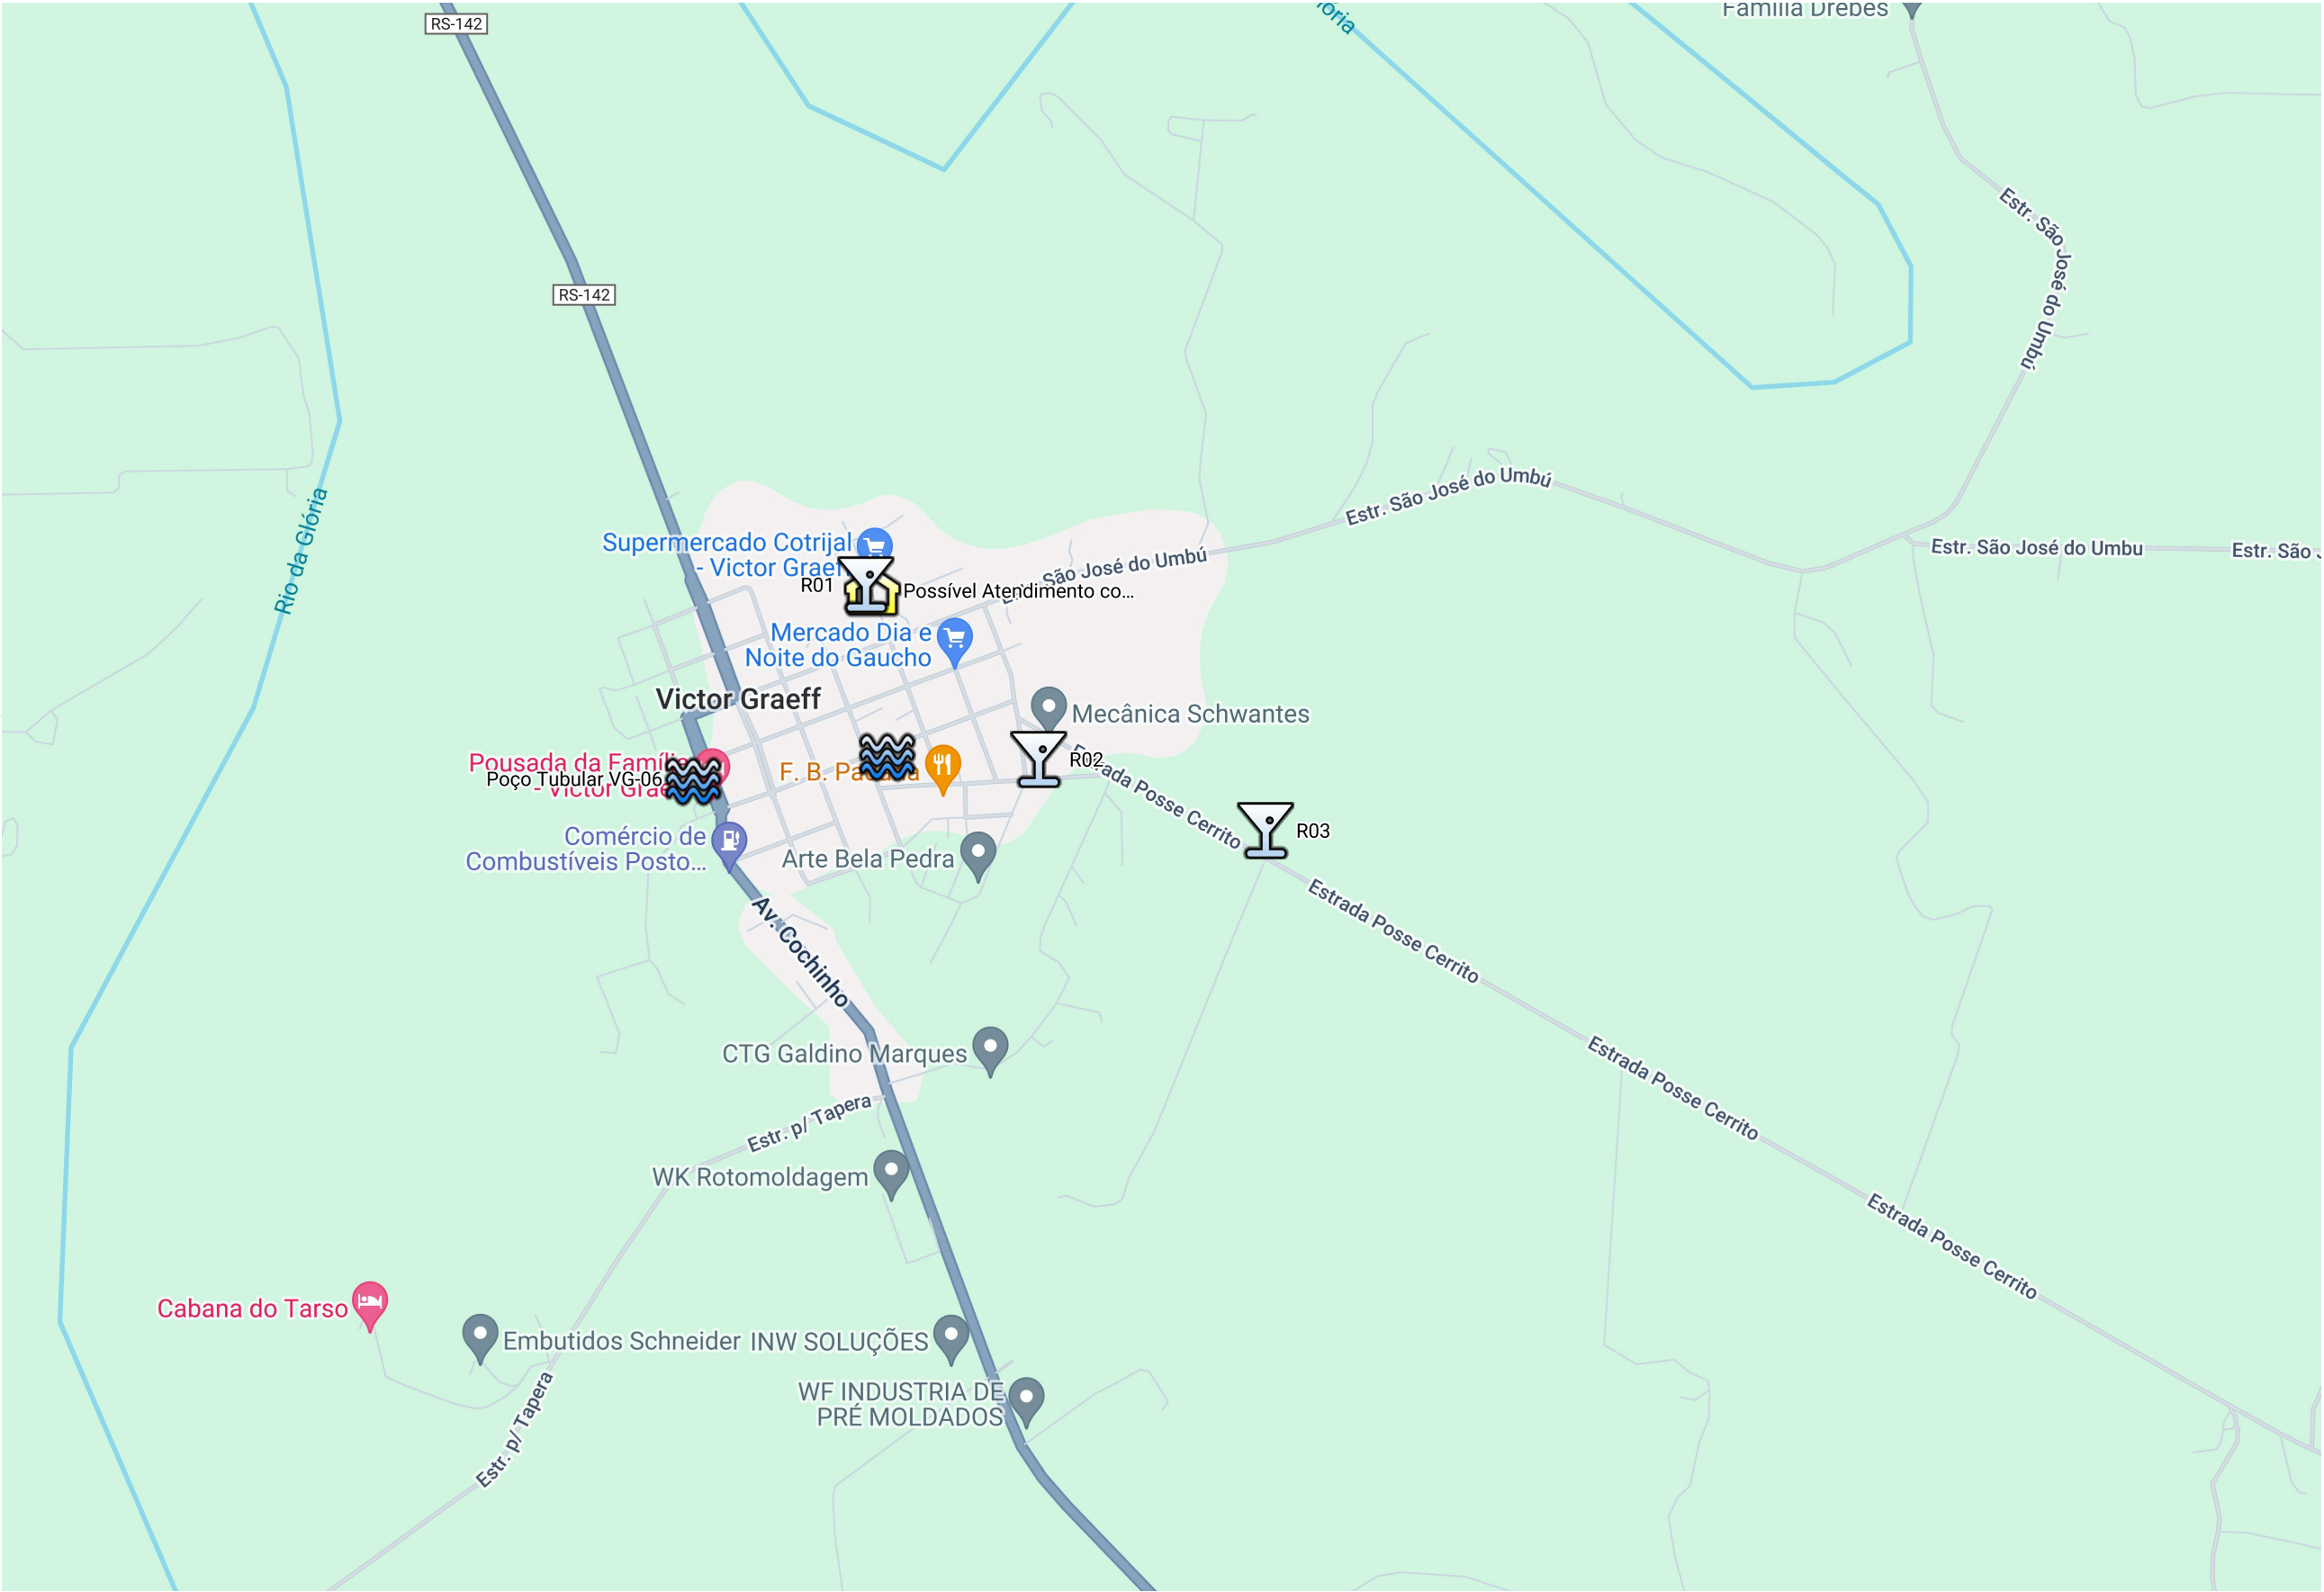 RS-142
Família Drebes
RS-142
Estr. São José do Umbú
Estr. São José do Umbú
Estr. São José do Umbu
Rio da Glória
Supermercado Cotrijal
- Victor Graeff
R01
Possível Atendimento co...
São José do Umbú
Mercado Dia e
Noite do Gaucho
Victor Graeff
Mecânica Schwantes
Poço Tubular VG-06
Pousada da Famíli
- Victor Grae
F. B.
R02
Estrada Posse Cerrito
R03
Comércio de
Combustíveis Posto...
Arte Bela Pedra
Estrada Posse Cerrito
Av. Cochinho
CTG Galdino Marques
Estrada Posse Cerrito
Estr. p/ Tapera
WK Rotomoldagem
Estrada Posse Cerrito
Cabana do Tarso
Embutidos Schneider
INW SOLUÇÕES
WF INDUSTRIA DE
PRÉ MOLDADOS
Estr. p/ Tapera